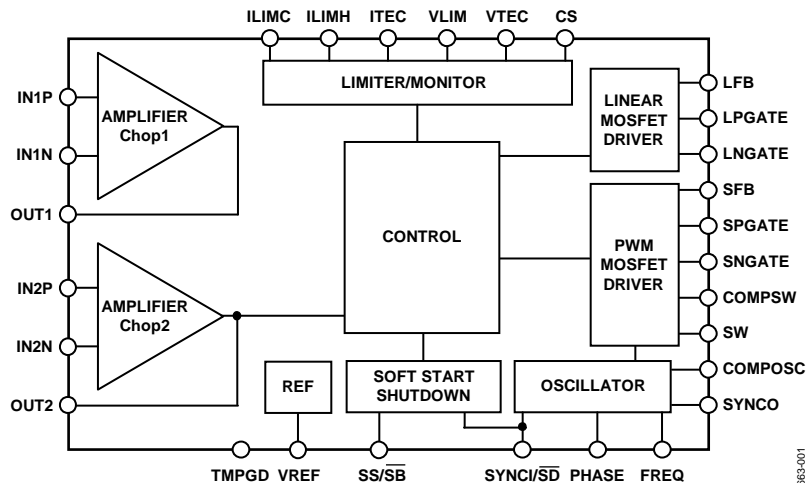 ILIMC ILIMH ITEC VLIM VTEC CS
LIMITER/MONITOR
IN1P
IN1N
OUT1
AMPLIFIER
Chop1
IN2P
IN2N
OUT2
AMPLIFIER
Chop2
CONTROL
LINEAR
MOSFET
DRIVER
LFB
LPGATE
LNGATE
PWM
MOSFET
DRIVER
SFB
SPGATE
SNGATE
COMPSW
SW
REF
SOFT START
SHUTDOWN
OSCILLATOR
COMPOSC
SYNCO
TMPGD VREF SS/S̅B̅ SYNCI/S̅D̅ PHASE FREQ